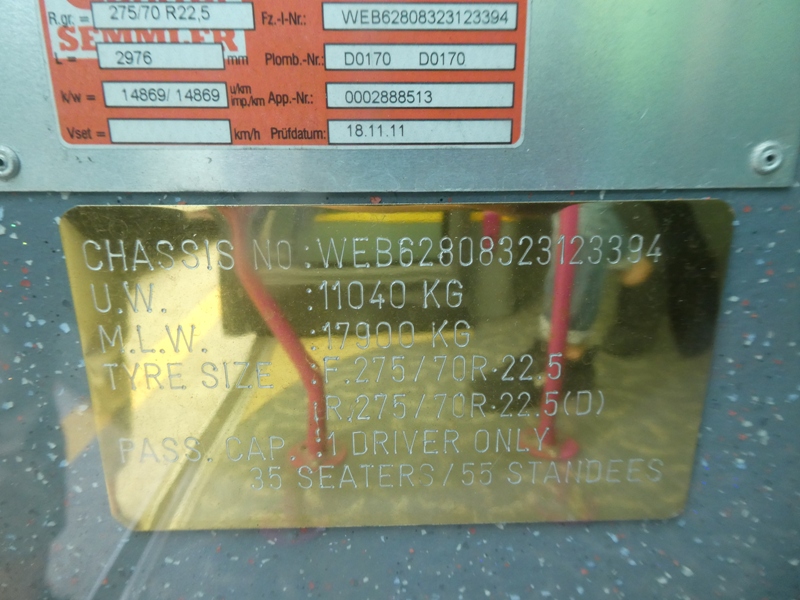 R.gr. = 275/70 R22,5 Fz.-I-Nr.: WEB62808323123394
SEMMLER
L = 2976 mm Plomb.-Nr.: D0170 D0170
k/w = 14869/ 14869 u/km imp./km App.-Nr.: 0002888513
Vset = km/h Prüfdatum: 18.11.11
CHASSIS NO:WEB62808323123394
U.W. :11040 KG
M.L.W. :17900 KG
TYRE SIZE :F.275/70R-22.5
:R.275/70R-22.5(D)
PASS. CAP. :1 DRIVER ONLY
35 SEATERS/55 STANDEES